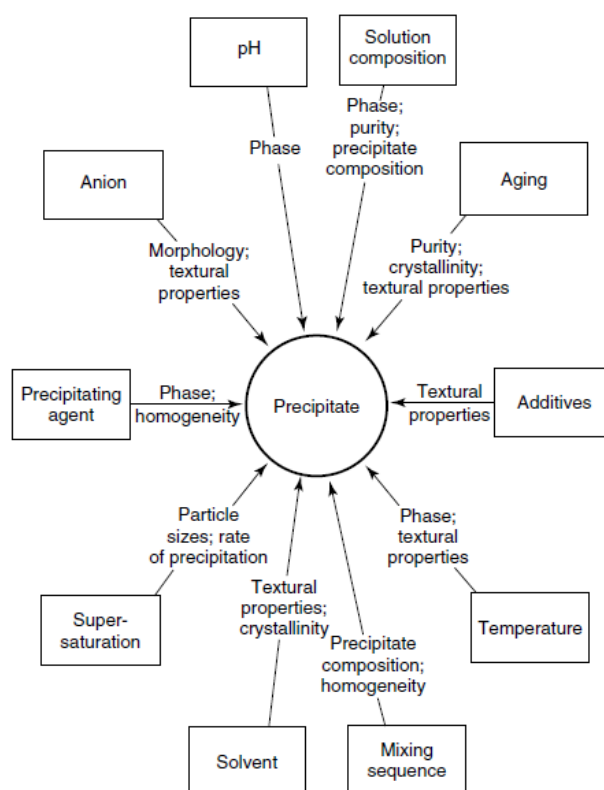 pH
Solution
composition
Phase
Phase;
purity;
precipitate
composition
Anion
Aging
Morphology;
textural
properties
Purity;
crystallinity;
textural properties
Precipitating
agent
Phase;
homogeneity
Precipitate
Textural
properties
Additives
Particle
sizes; rate
of precipitation
Phase;
textural
properties
Super-
saturation
Textural
properties;
crystallinity
Precipitate
composition;
homogeneity
Temperature
Solvent
Mixing
sequence